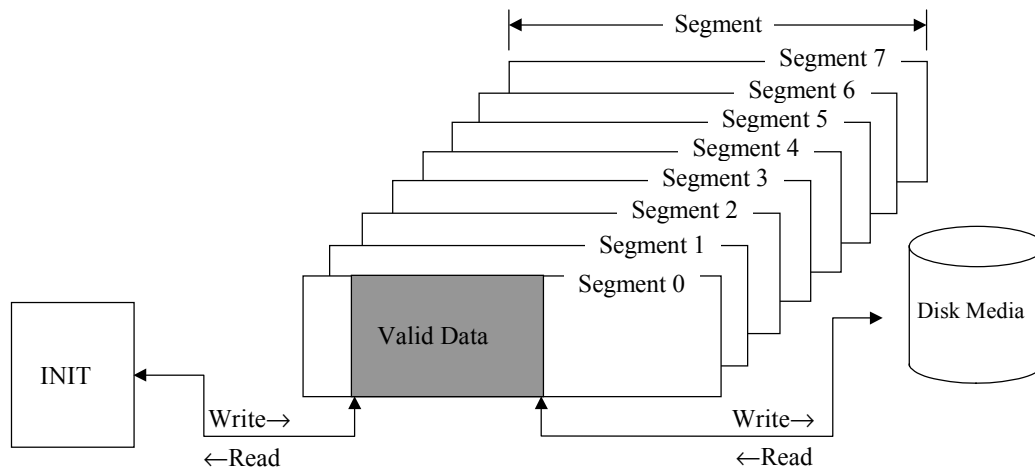 Segment
Segment 7
Segment 6
Segment 5
Segment 4
Segment 3
Segment 2
Segment 1
Segment 0
Disk Media
Valid Data
INIT
Write→
Write→
←Read
←Read